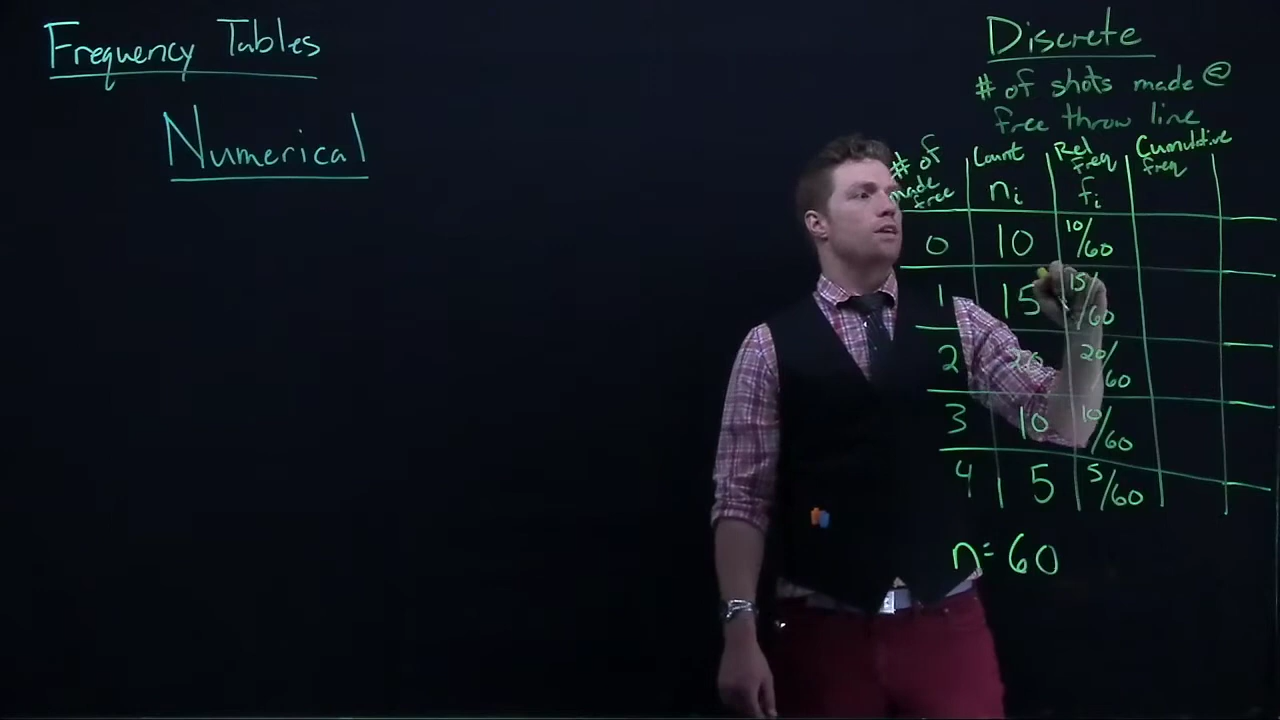 Frequency Tables
Numerical
Discrete
# of shots made @
free throw line
# of made free
Count ni
Rel freq fi
Cumulative freq
0 10 10/60
1 15 15/60
2 20 20/60
3 10 10/60
4 5 5/60
n=60